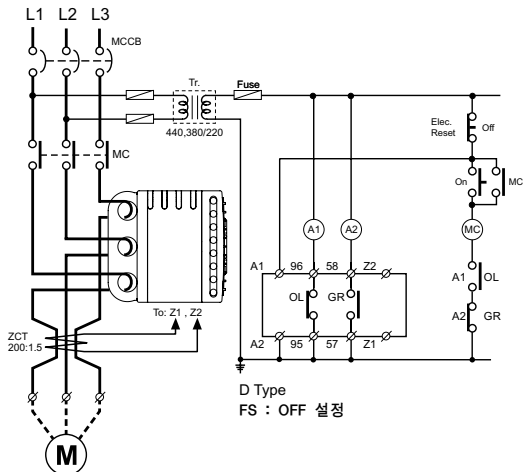 L1 L2 L3
MCCB
Tr.
Fuse
440,380/220
Elec.
Reset
Off
MC
On
MC
A1
A2
MC
A1 96 58 Z2
OL
GR
A1 OL
A2 GR
To: Z1 , Z2
ZCT
200:1.5
A2 95 57 Z1
D Type
FS : OFF 설정
M